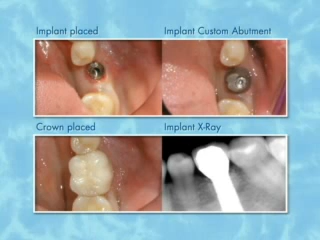 Implant placed
Implant Custom Abutment
Crown placed
Implant X-Ray